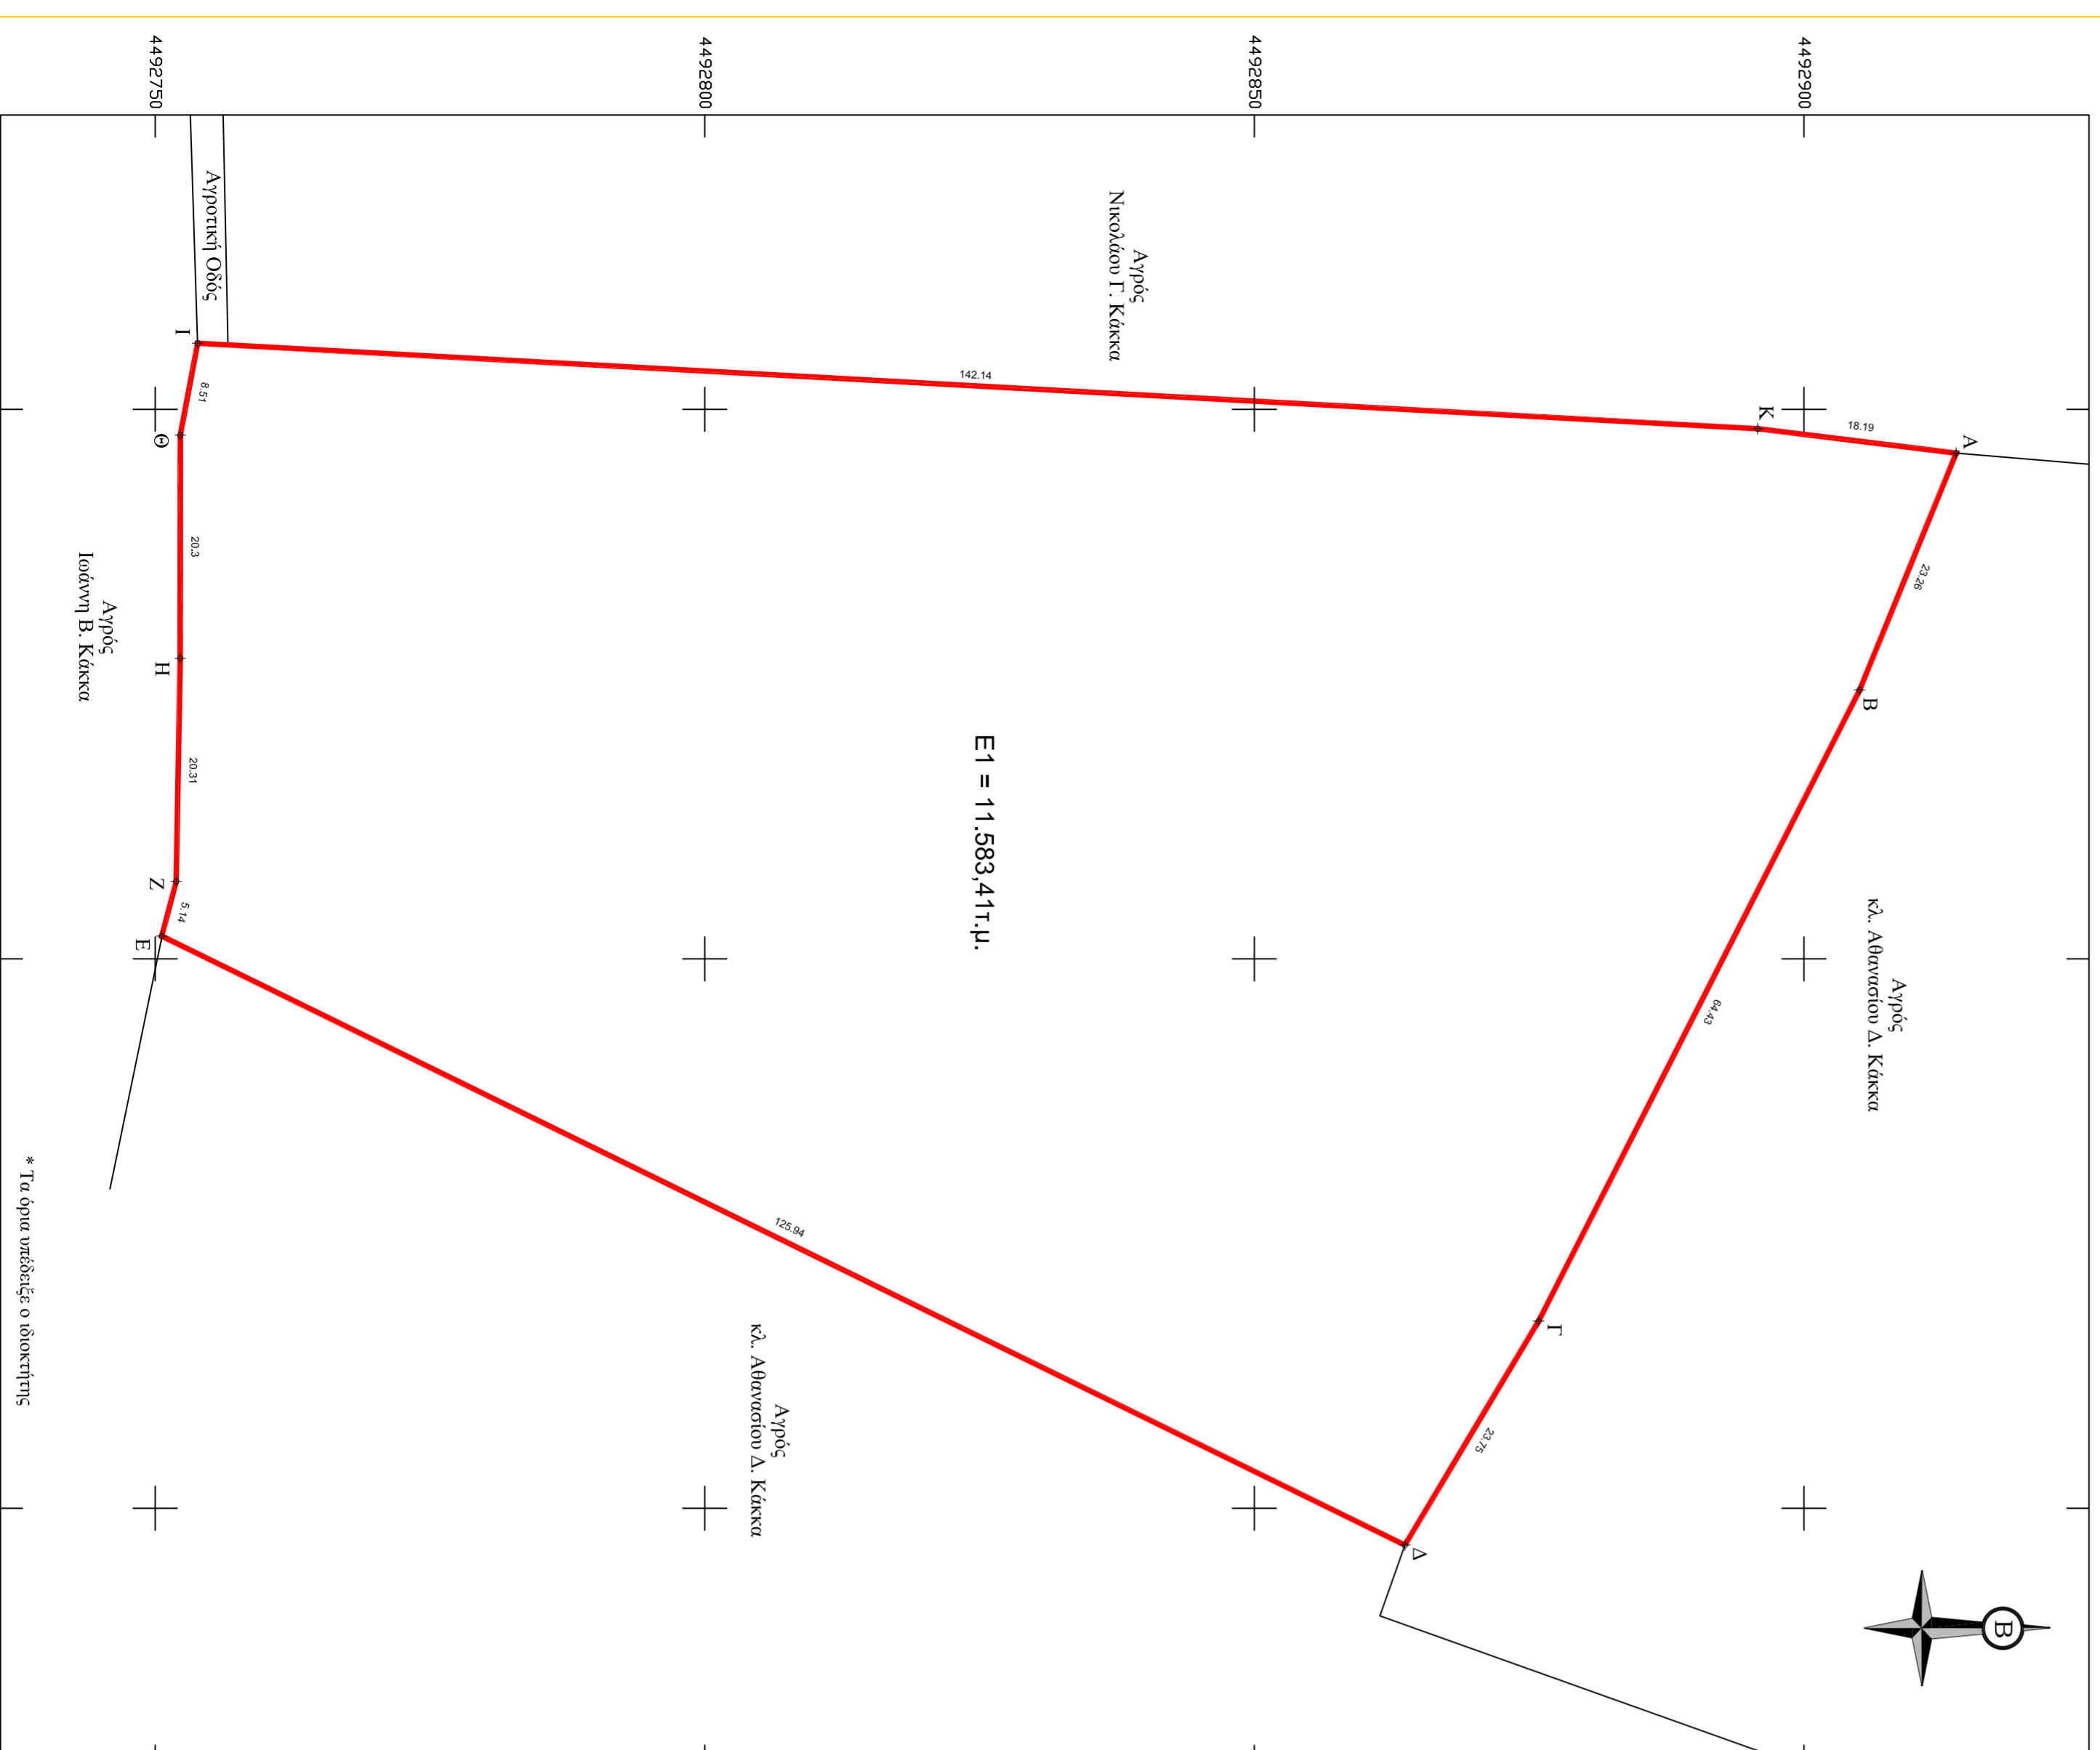 4492900
4492850
4492800
4492750
Β
Α
18.19
Κ
23.26
Β
Αγρός
κλ. Αθανασίου Δ. Κάκκα
64.43
Γ
23.75
Δ
Αγρός
Νικολάου Γ. Κάκκα
142.14
Ε1 = 11.583,41τ.μ.
125.94
Αγρός
κλ. Αθανασίου Δ. Κάκκα
Αγροτική Οδός
Ι
8.51
Θ
20.3
Η
20.31
Ζ
5.14
Ε
Αγρός
Ιοάννη Β. Κάκκα
* Τα όρια υπέδειξε ο ιδιοκτήτης